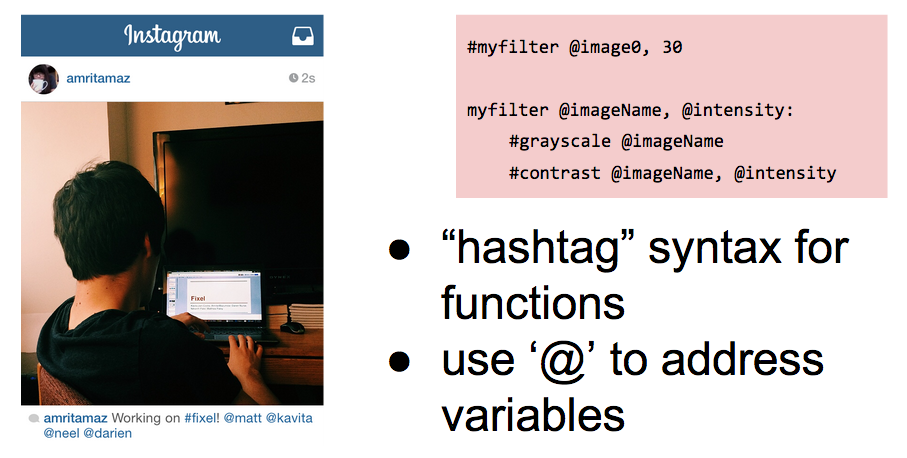 Instagram
amritamaz
2s
Fixel
amritamaz Working on #fixel! @matt @kavita
@neel @darien
#myfilter @image0, 30
myfilter @imageName, @intensity:
#grayscale @imageName
#contrast @imageName, @intensity
● “hashtag” syntax for
functions
● use ‘@’ to address
variables